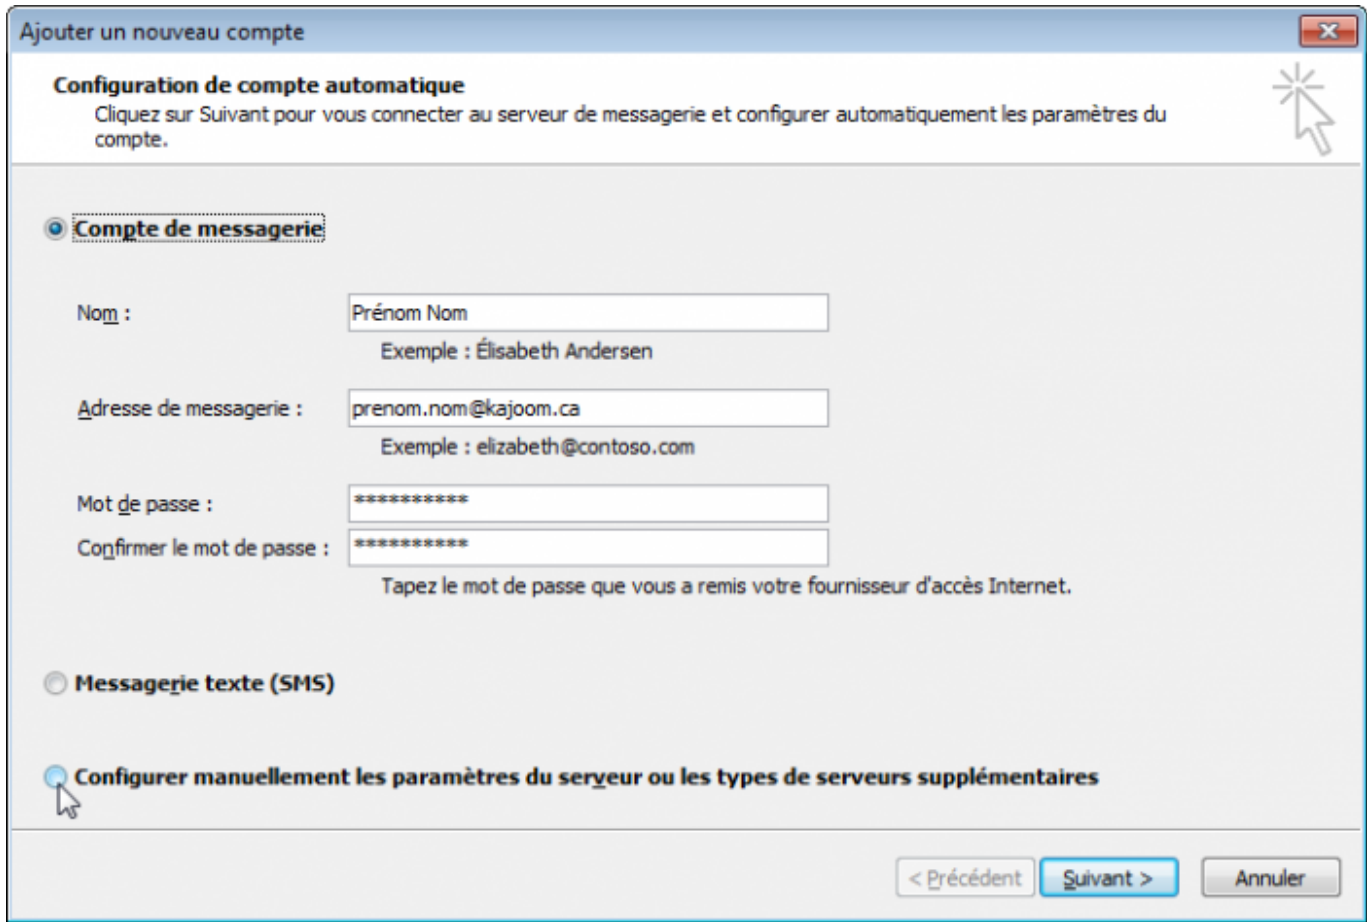 Ajouter un nouveau compte
Configuration de compte automatique
Cliquez sur Suivant pour vous connecter au serveur de messagerie et configurer automatiquement les paramètres du
compte.
Compte de messagerie
Nom :
Prénom Nom
Exemple : Élisabeth Andersen
Adresse de messagerie :
prenom.nom@kajoom.ca
Exemple : elizabeth@contoso.com
Mot de passe :
**********
Confirmer le mot de passe :
**********
Tapez le mot de passe que vous a remis votre fournisseur d'accès Internet.
Messagerie texte (SMS)
Configurer manuellement les paramètres du serveur ou les types de serveurs supplémentaires
< Précédent
Suivant >
Annuler